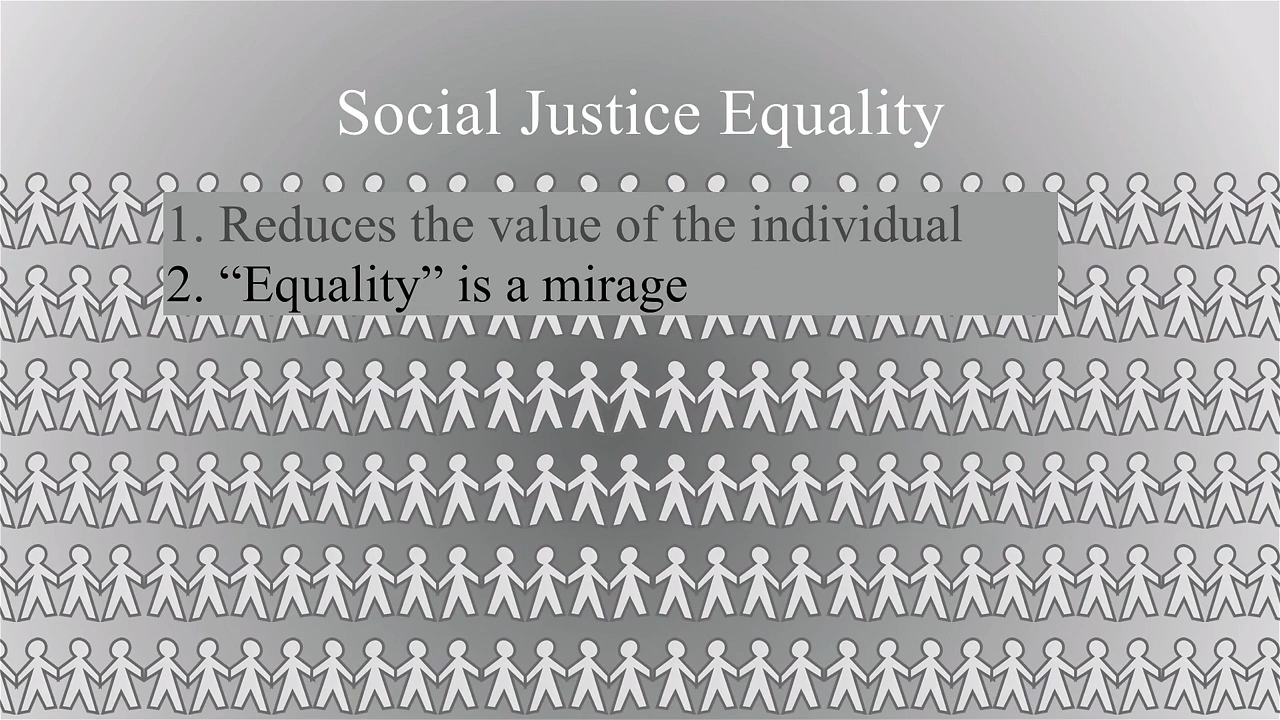 Social Justice Equality
1. Reduces the value of the individual
2. “Equality” is a mirage